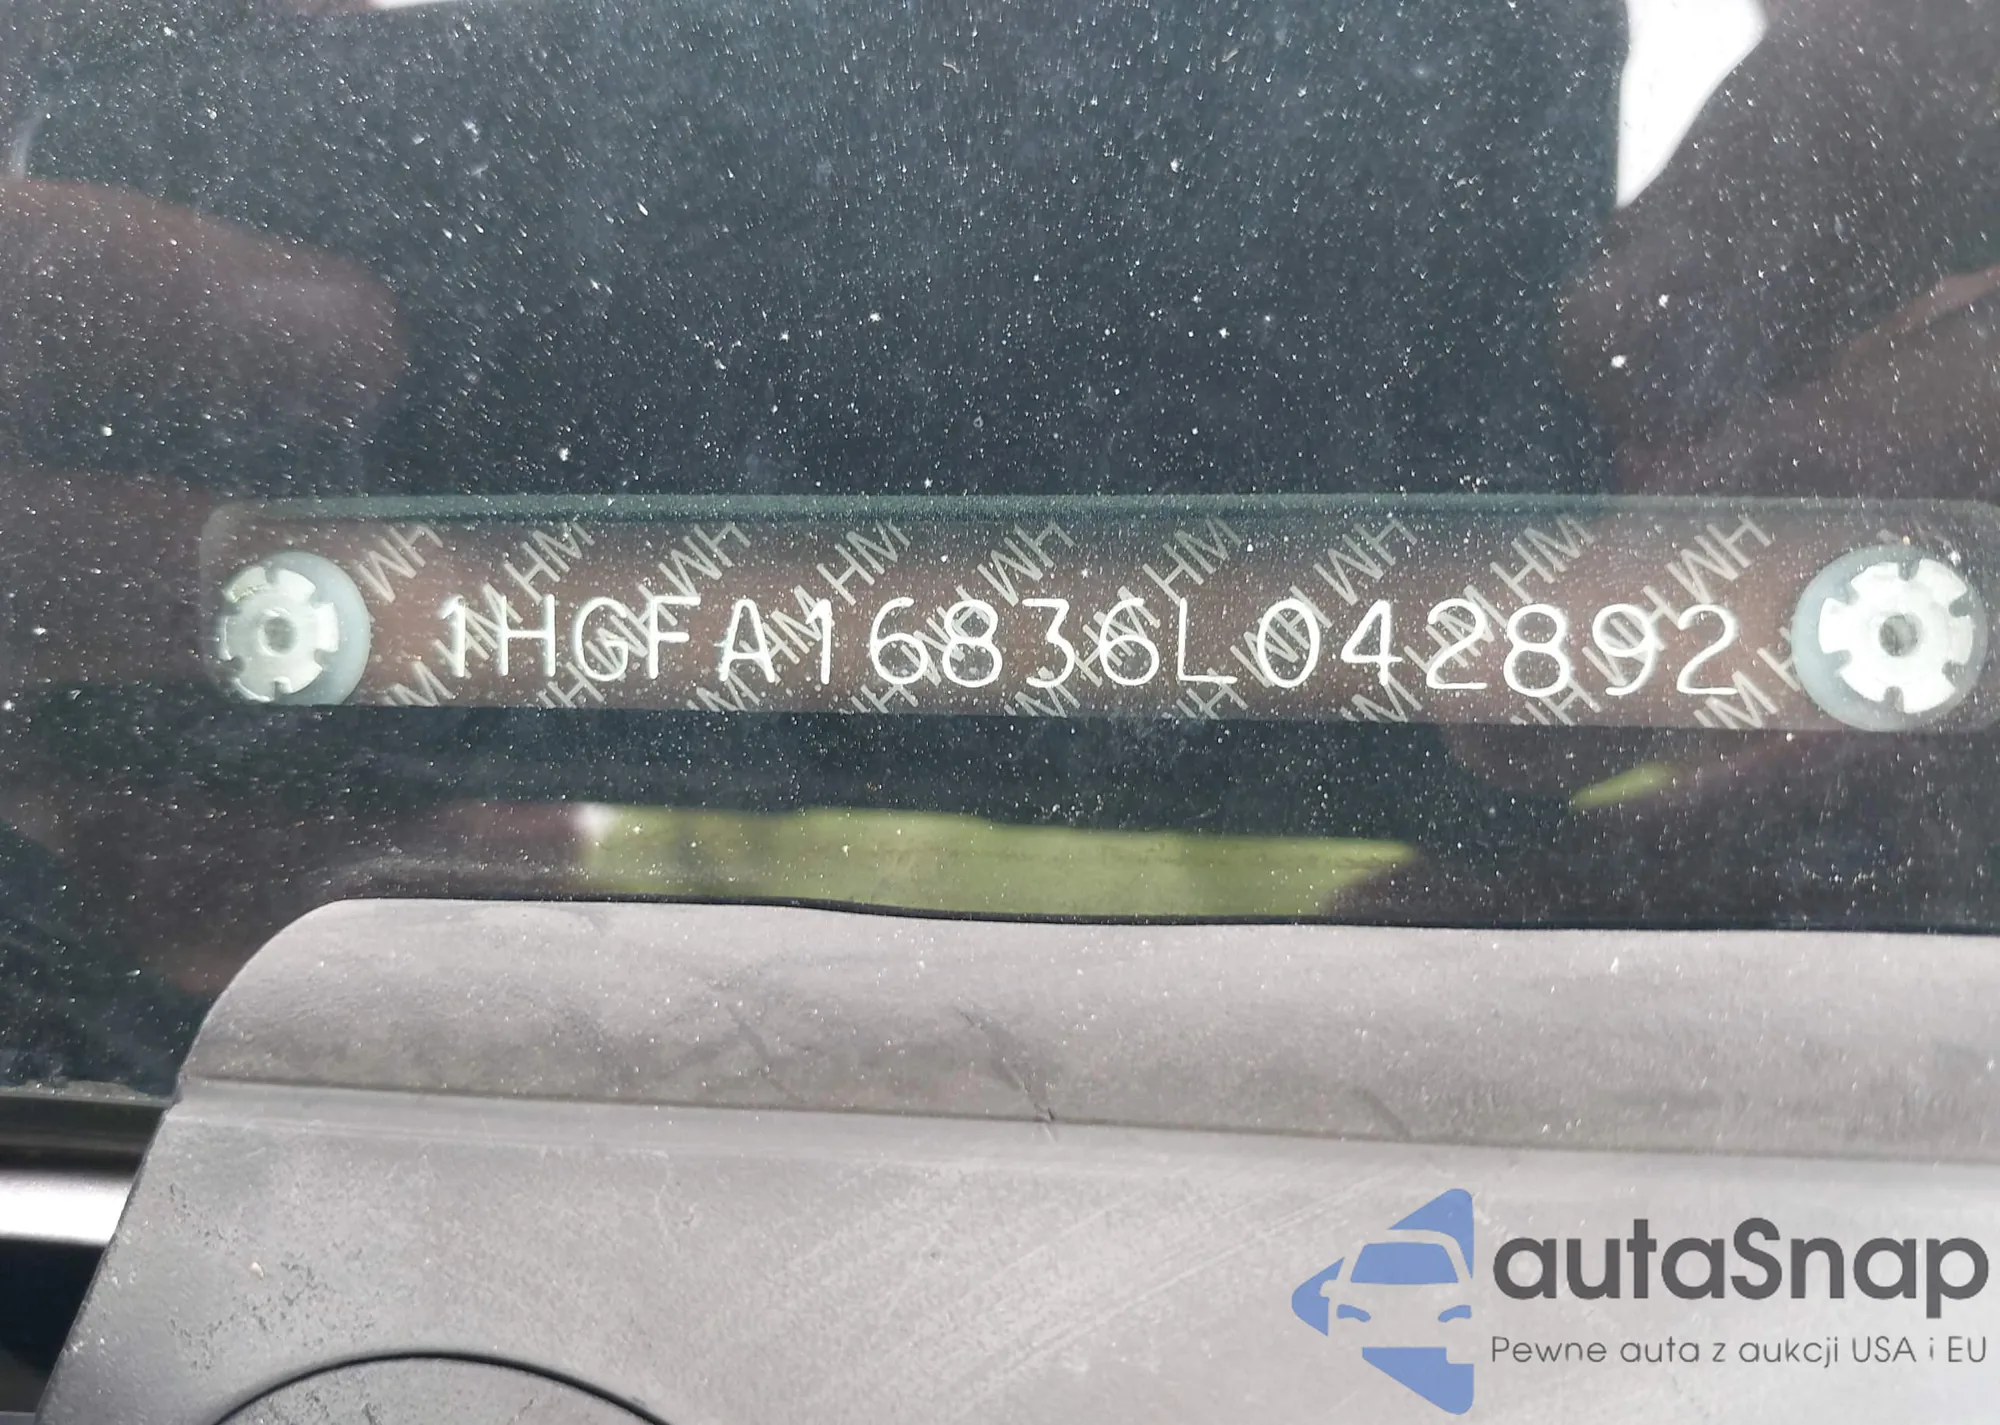 1HGFA16836L042892
autaSnap
Pewne auta z aukcji USA i EU